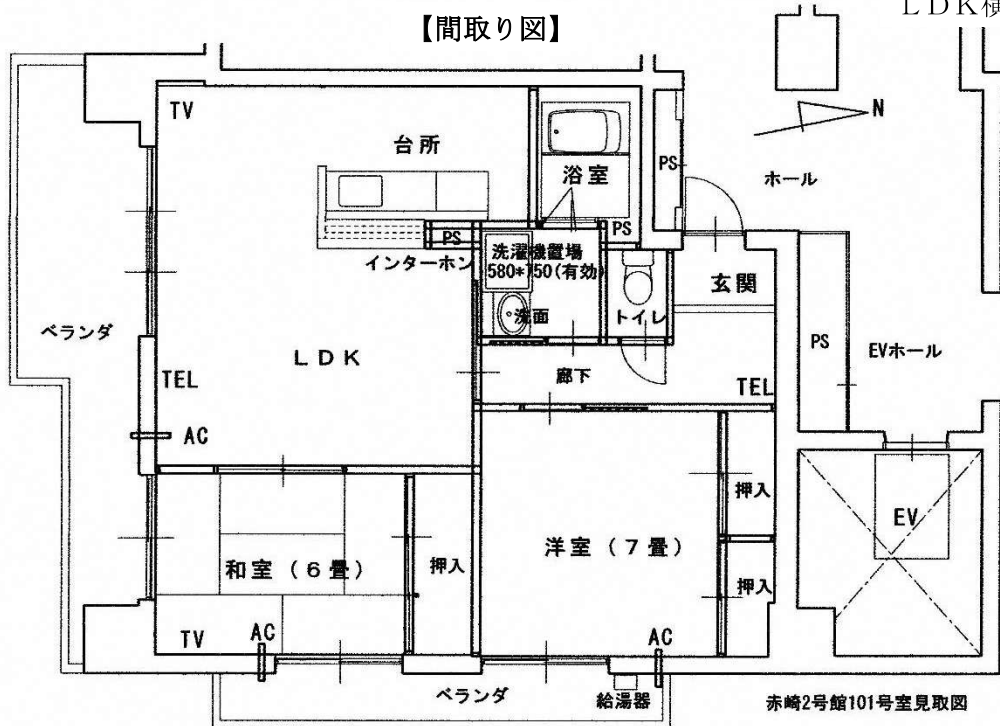 LDK横
【間取り図】
TV
台所
浴室
PS
ホール
N
PS
PS
インターホン
洗濯機置場
580*750(有効)
洗面
トイレ
玄関
ベランダ
LDK
PS
EVホール
TEL
廊下
TEL
AC
押入
EV
和室(6畳)
押入
洋室(7畳)
押入
TV
AC
AC
ベランダ
給湯器
赤崎2号館101号室見取図